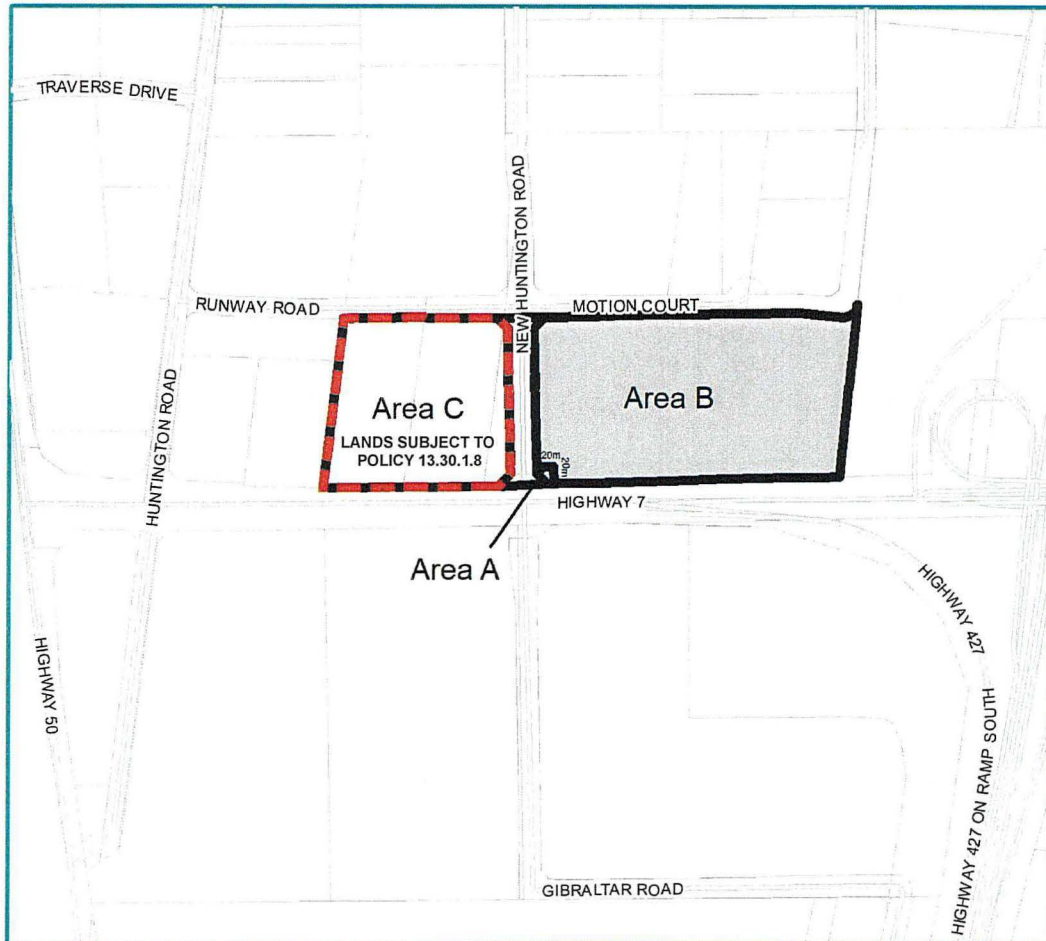 TRAVERSE DRIVE
NEW HUNTINGTON ROAD
RUNWAY ROAD
MOTION COURT
HUNTINGTON ROAD
Area C
LANDS SUBJECT TO
POLICY 13.30.1.8
Area B
20m
20m
HIGHWAY 7
Area A
HIGHWAY 427
HIGHWAY 50
HIGHWAY 427 ON RAMP SOUTH
GIBRALTAR ROAD